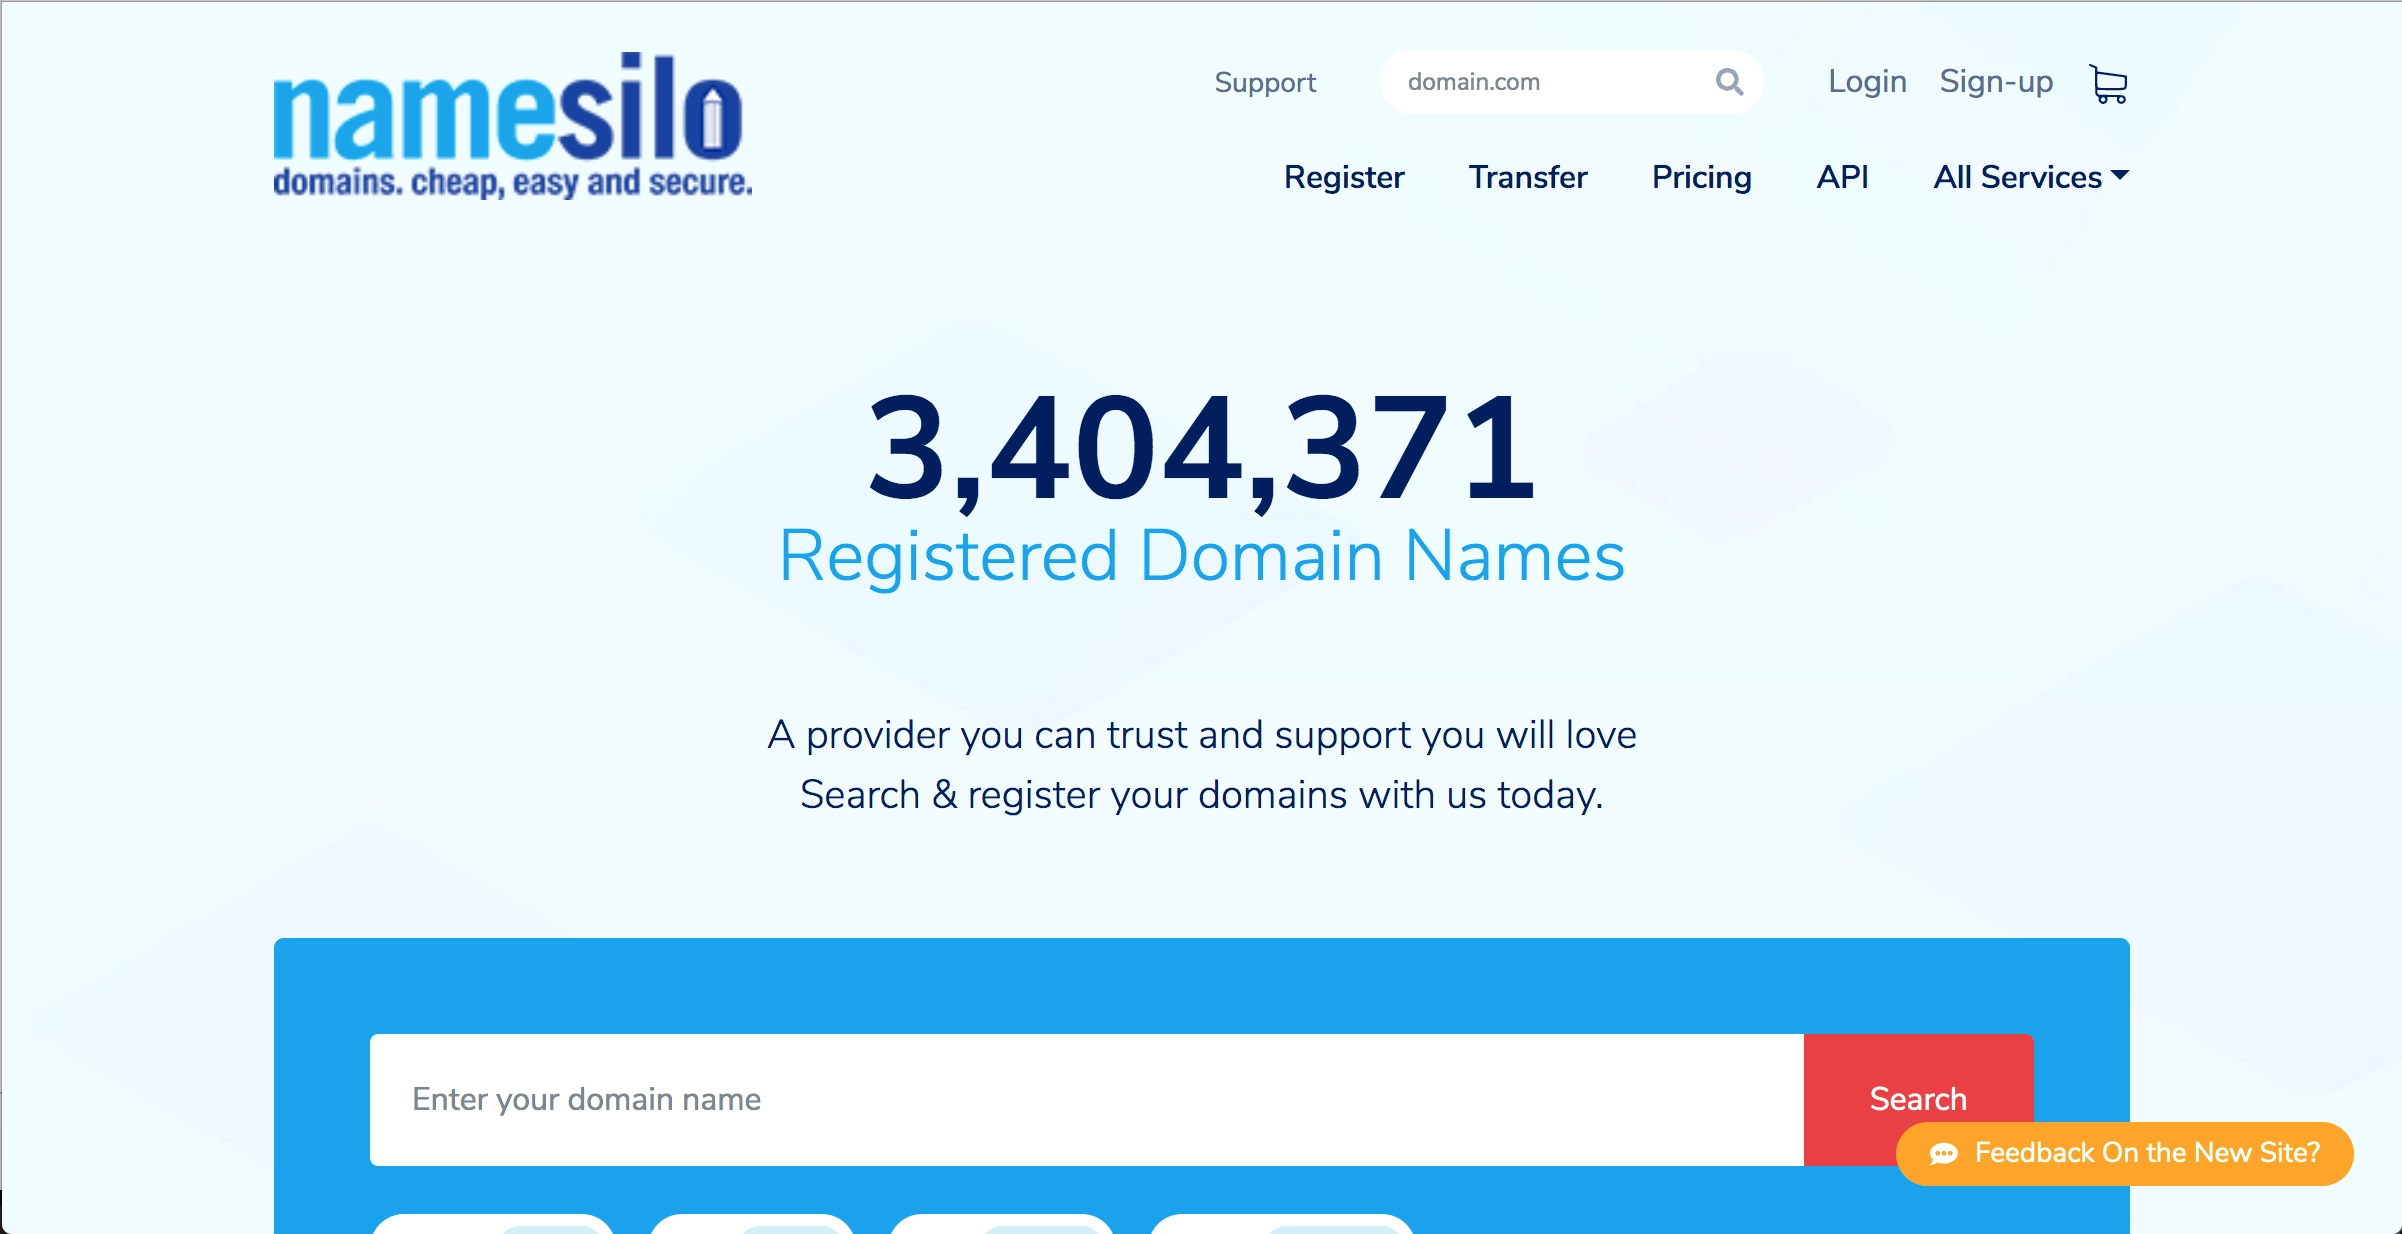 namesilo
domains. cheap, easy and secure.
Support
domain.com
Login
Sign-up
Register
Transfer
Pricing
API
All Services
3,404,371
Registered Domain Names
A provider you can trust and support you will love
Search & register your domains with us today.
Enter your domain name
Search
Feedback On the New Site?